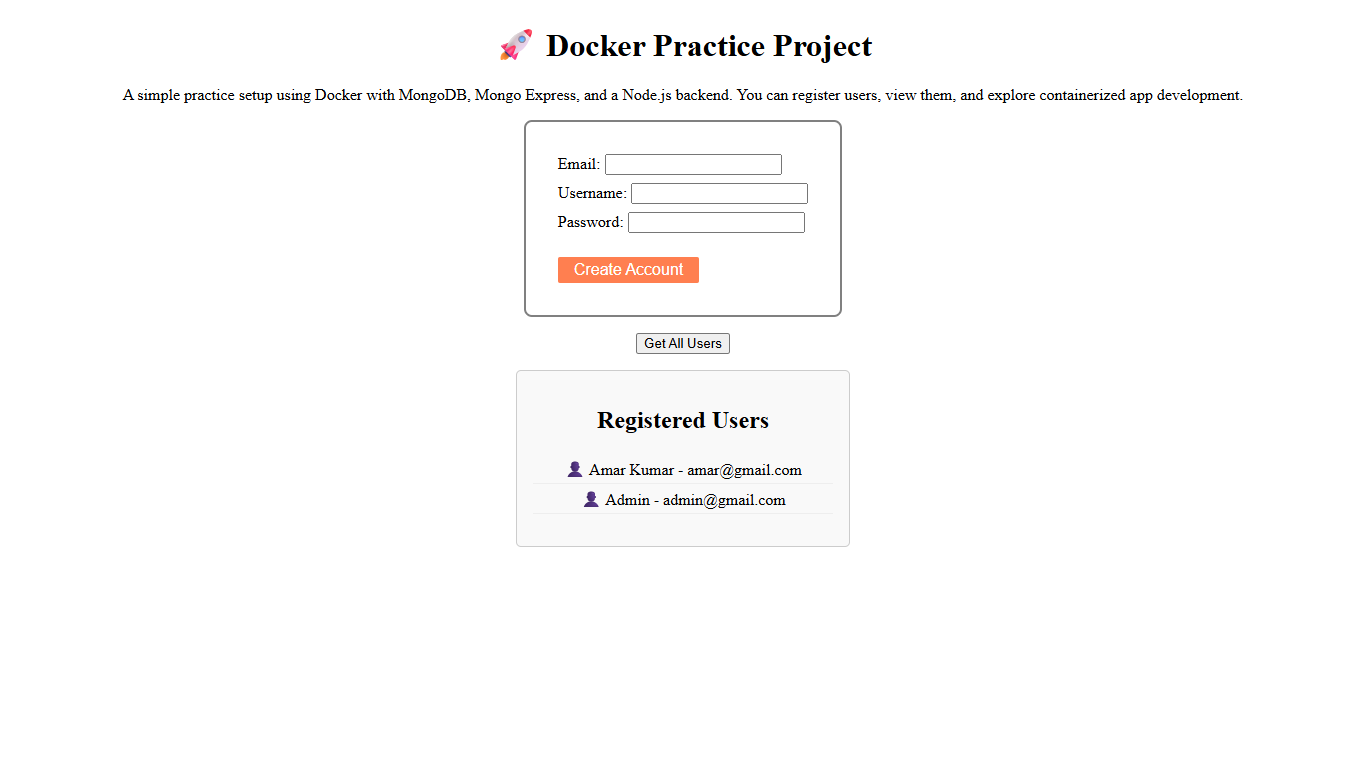 🚀 Docker Practice Project
A simple practice setup using Docker with MongoDB, Mongo Express, and a Node.js backend. You can register users, view them, and explore containerized app development.
Email:
Username:
Password:
Create Account
Get All Users
Registered Users
👤 Amar Kumar - amar@gmail.com
👤 Admin - admin@gmail.com